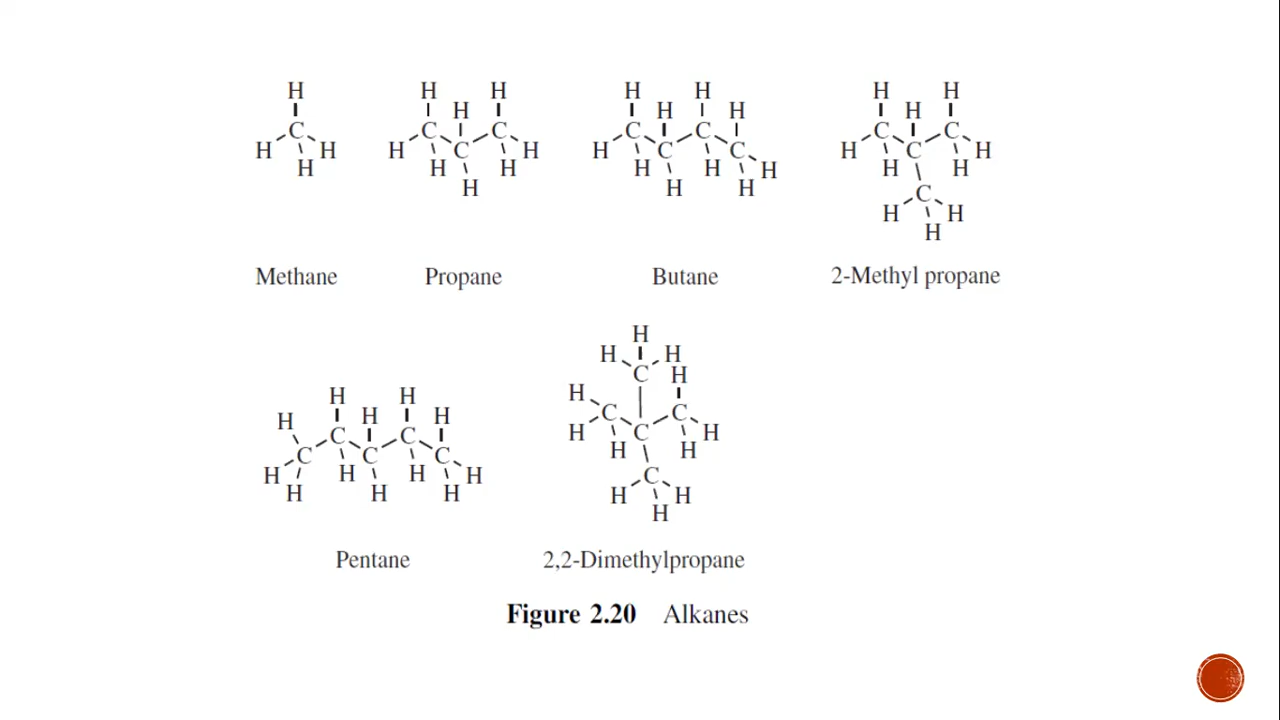 H H H H H H H
H H H H
C C C C C C C
H H H C H H C C H H C H
H H H H H H H
H H C
H H
H
Methane Propane Butane 2-Methyl propane
H
H H
C H
H H H
H H H C C
C C H C H
C C C H H
H H H H C
H H H H H
H
Pentane 2,2-Dimethylpropane
Figure 2.20 Alkanes